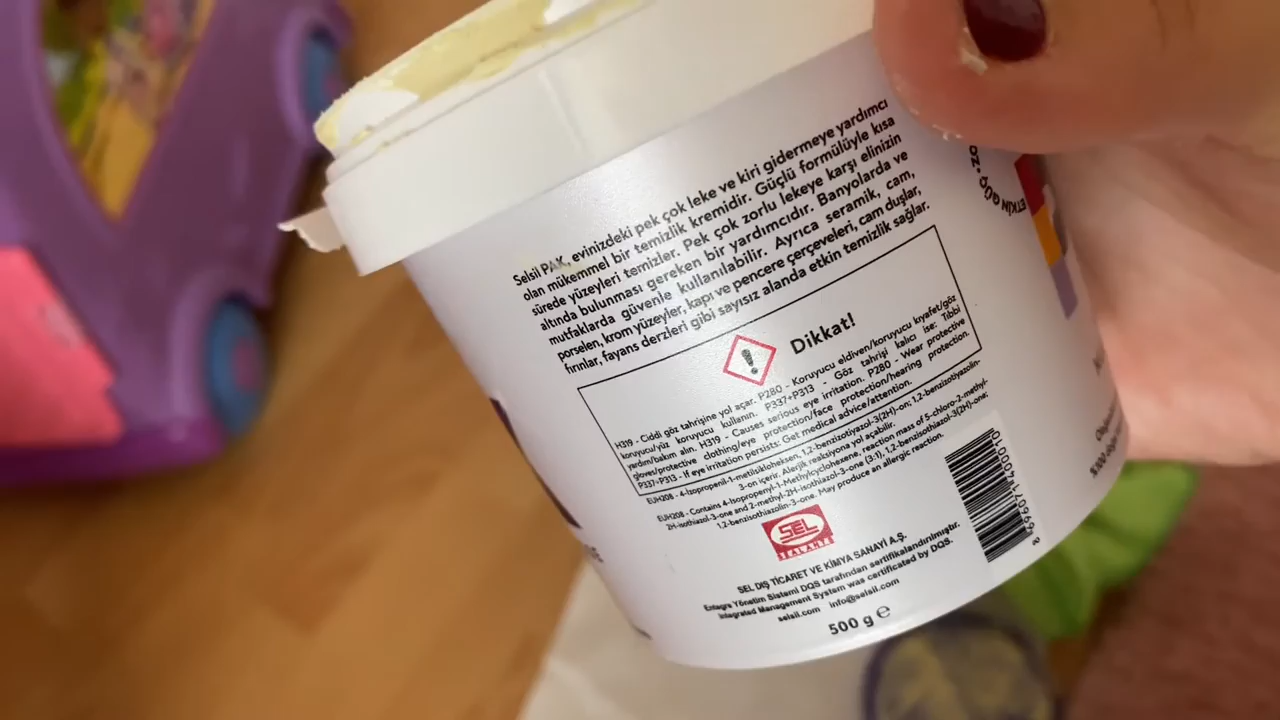 Selsil PAK, evinizdeki pek çok leke ve kiri gidermeye yardımcı
olan mükemmel bir temizlik kremidir. Güçlü formülüyle kısa
sürede yüzeyleri temizler. Pek çok zorlu lekeye karşı elinizin
altında bulunması gereken bir yardımcıdır. Banyolarda ve
mutfaklarda güvenle kullanılabilir. Ayrıca seramik, cam,
porselen, krom yüzeyler, kapı ve pencere çerçeveleri, cam duşlar,
fırınlar, fayans derzleri gibi sayısız alanda etkin temizlik sağlar.
Dikkat!
H319 - Ciddi göz tahrişine yol açar. P280 - Koruyucu eldiven/koruyucu kıyafet/göz
koruyucu/yüz koruyucu kullanın. P337+P313 - Göz tahrişi kalıcı ise: Tıbbi
yardım/bakım alın. H319 - Causes serious eye irritation. P280 - Wear protective
gloves/protective clothing/eye protection/face protection/hearing protection.
P337+P313 - If eye irritation persists: Get medical advice/attention.
EUH208 - 4-Isopropenil-1-metilsikloheksen, 1,2-benzisotiyazol-3(2H)-on; 1,2-benzisotiyazolin-
3-on içerir. Alerjik reaksiyona yol açabilir.
EUH208 - Contains 4-Isopropenyl-1-Methylcyclohexene, reaction mass of 5-chloro-2-methyl-
2H-isothiazol-3-one and 2-methyl-2H-isothiazol-3-one (3:1), 1,2-benzisothiazol-3(2H)-one;
1,2-benzisothiazolin-3-one. May produce an allergic reaction.
SEL
SEL DIŞ TİCARET VE KİMYA SANAYİ A.Ş.
Entegre Yönetim Sistemi DQS tarafından sertifikalandırılmıştır.
Integrated Management System was certified by DQS.
selsil.com info@selsil.com
500 g e
ETKİN GÜÇ